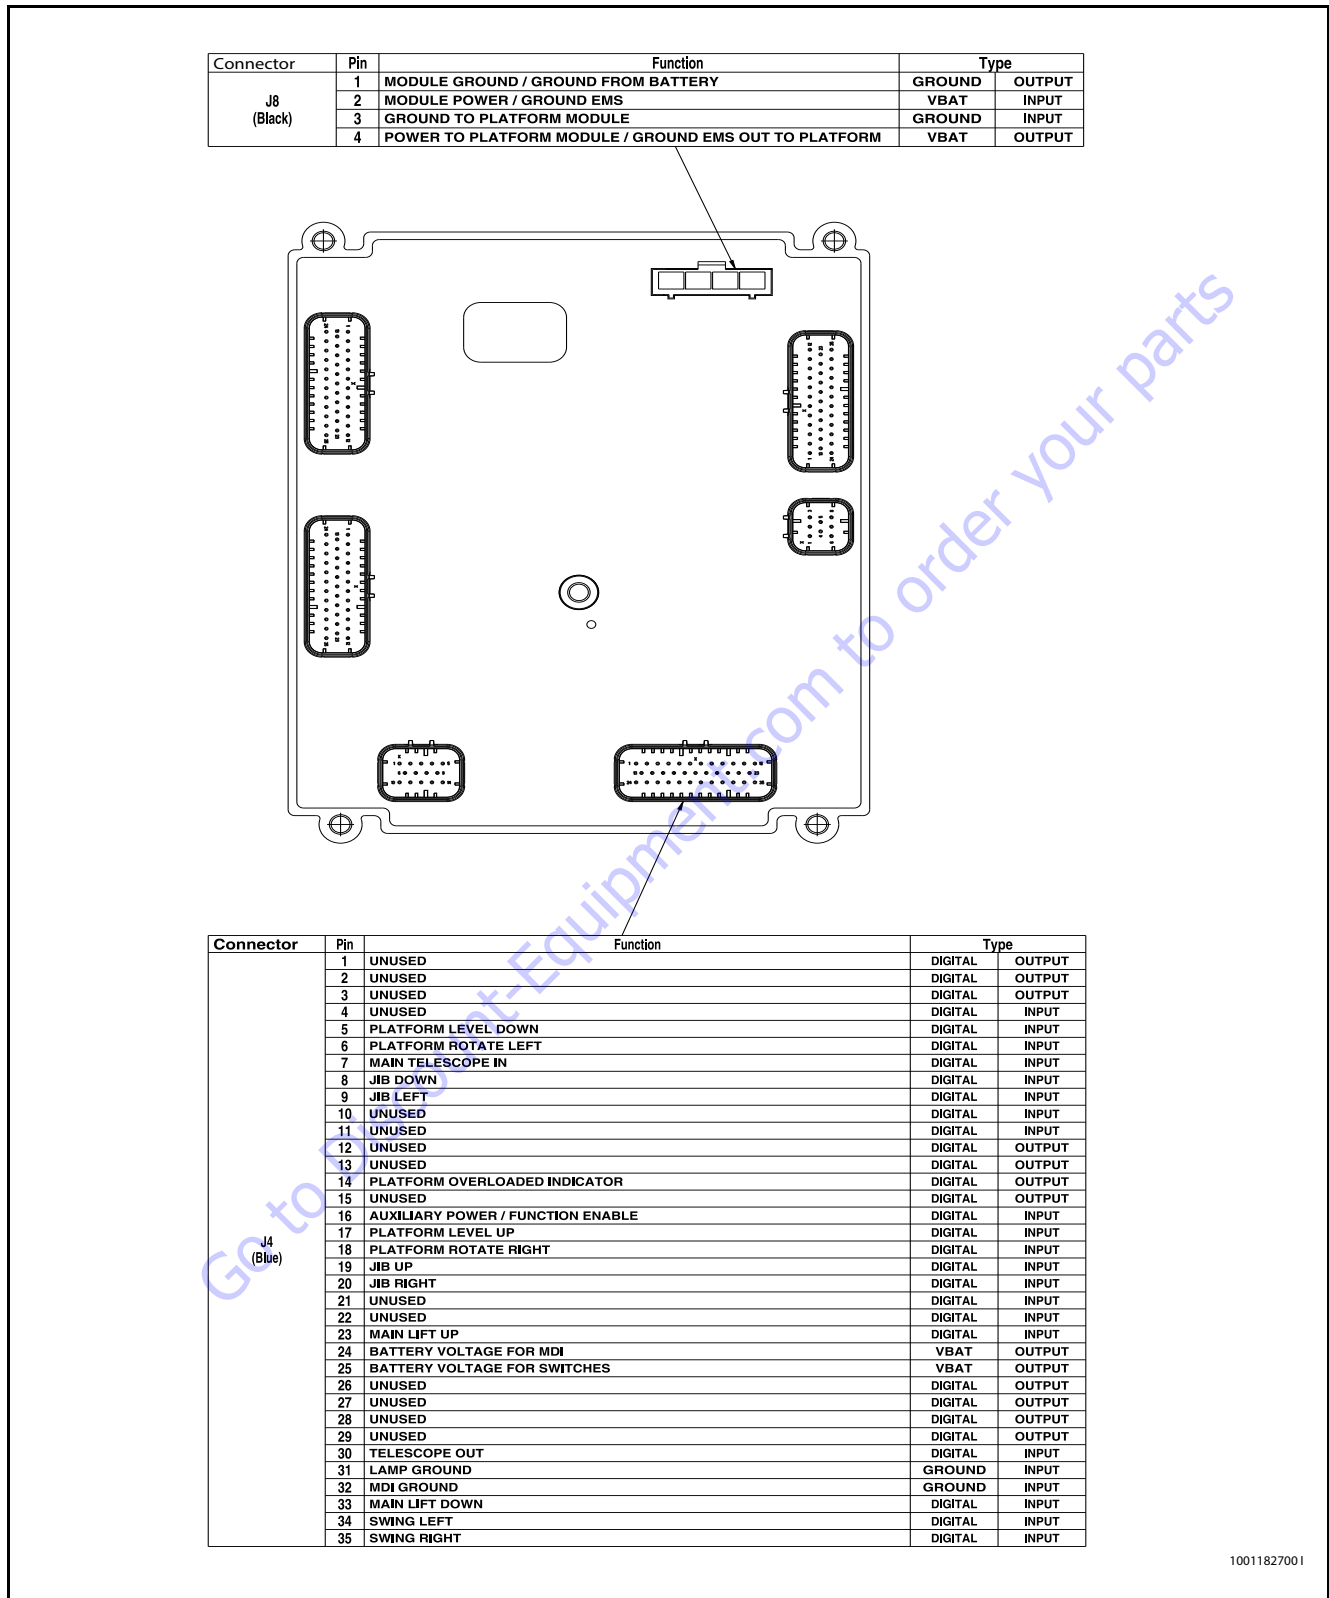 Connector Pin Function Type
J8
(Black)
1 MODULE GROUND / GROUND FROM BATTERY GROUND OUTPUT
2 MODULE POWER / GROUND EMS VBAT INPUT
3 GROUND TO PLATFORM MODULE GROUND INPUT
4 POWER TO PLATFORM MODULE / GROUND EMS OUT TO PLATFORM VBAT OUTPUT
Go to Discount-Equipment.com to order your parts
Connector Pin Function Type
J4
(Blue)
1 UNUSED DIGITAL OUTPUT
2 UNUSED DIGITAL OUTPUT
3 UNUSED DIGITAL OUTPUT
4 UNUSED DIGITAL INPUT
5 PLATFORM LEVEL DOWN DIGITAL INPUT
6 PLATFORM ROTATE LEFT DIGITAL INPUT
7 MAIN TELESCOPE IN DIGITAL INPUT
8 JIB DOWN DIGITAL INPUT
9 JIB LEFT DIGITAL INPUT
10 UNUSED DIGITAL INPUT
11 UNUSED DIGITAL INPUT
12 UNUSED DIGITAL OUTPUT
13 UNUSED DIGITAL OUTPUT
14 PLATFORM OVERLOADED INDICATOR DIGITAL OUTPUT
15 UNUSED DIGITAL OUTPUT
16 AUXILIARY POWER / FUNCTION ENABLE DIGITAL INPUT
17 PLATFORM LEVEL UP DIGITAL INPUT
18 PLATFORM ROTATE RIGHT DIGITAL INPUT
19 JIB UP DIGITAL INPUT
20 JIB RIGHT DIGITAL INPUT
21 UNUSED DIGITAL INPUT
22 UNUSED DIGITAL INPUT
23 MAIN LIFT UP DIGITAL INPUT
24 BATTERY VOLTAGE FOR MDI VBAT OUTPUT
25 BATTERY VOLTAGE FOR SWITCHES VBAT OUTPUT
26 UNUSED DIGITAL OUTPUT
27 UNUSED DIGITAL OUTPUT
28 UNUSED DIGITAL OUTPUT
29 UNUSED DIGITAL OUTPUT
30 TELESCOPE OUT DIGITAL INPUT
31 LAMP GROUND GROUND INPUT
32 MDI GROUND GROUND INPUT
33 MAIN LIFT DOWN DIGITAL INPUT
34 SWING LEFT DIGITAL INPUT
35 SWING RIGHT DIGITAL INPUT
1001182700 I